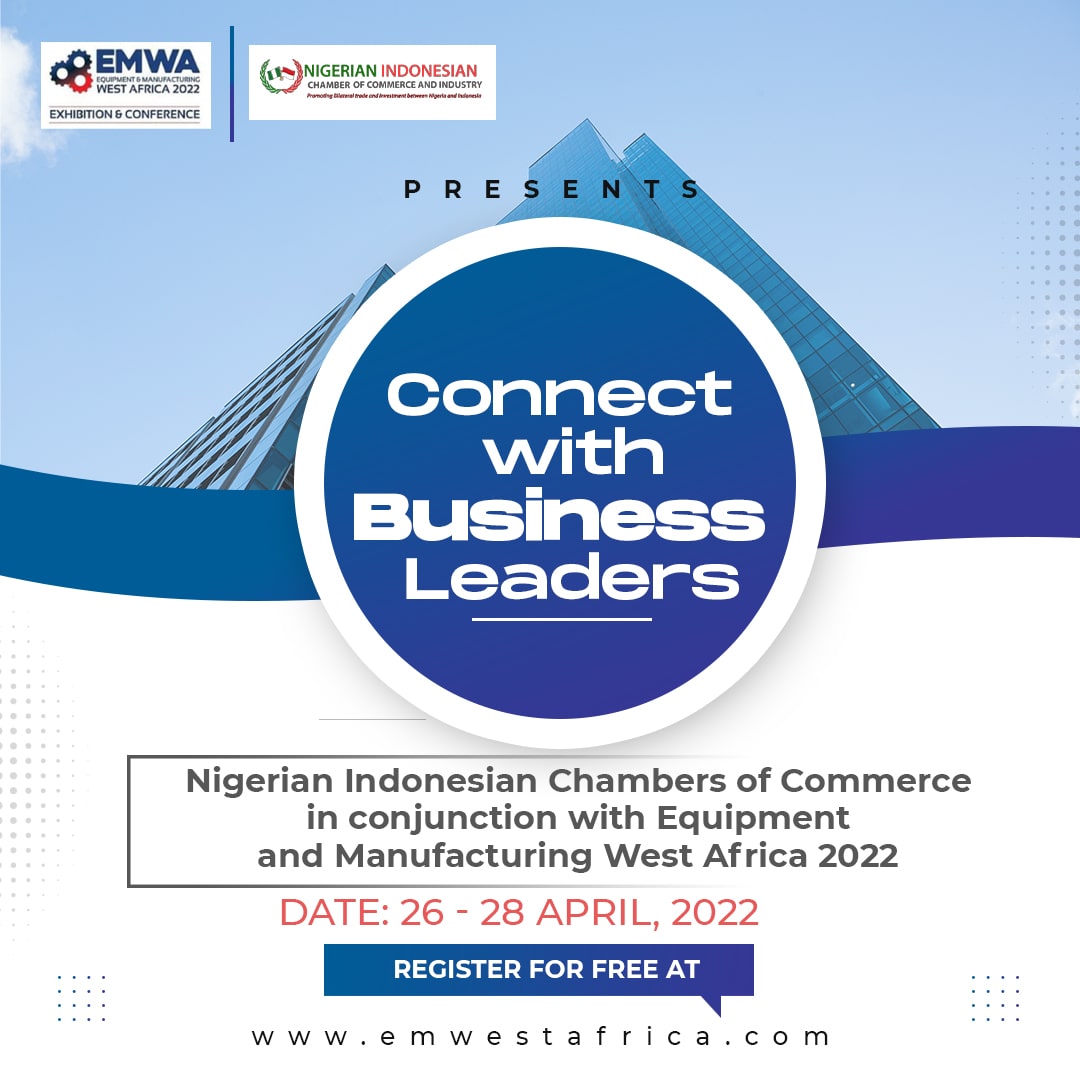 EMWA
EQUIPMENT & MANUFACTURING
WEST AFRICA 2022
EXHIBITION & CONFERENCE
NIGERIAN INDONESIAN
CHAMBER OF COMMERCE AND INDUSTRY
Promoting Bilateral trade and Investment between Nigeria and Indonesia
PRESENTS
Connect
with
Business
Leaders
Nigerian Indonesian Chambers of Commerce
in conjunction with Equipment
and Manufacturing West Africa 2022
DATE: 26 - 28 APRIL, 2022
REGISTER FOR FREE AT
www.emwestafrica.com